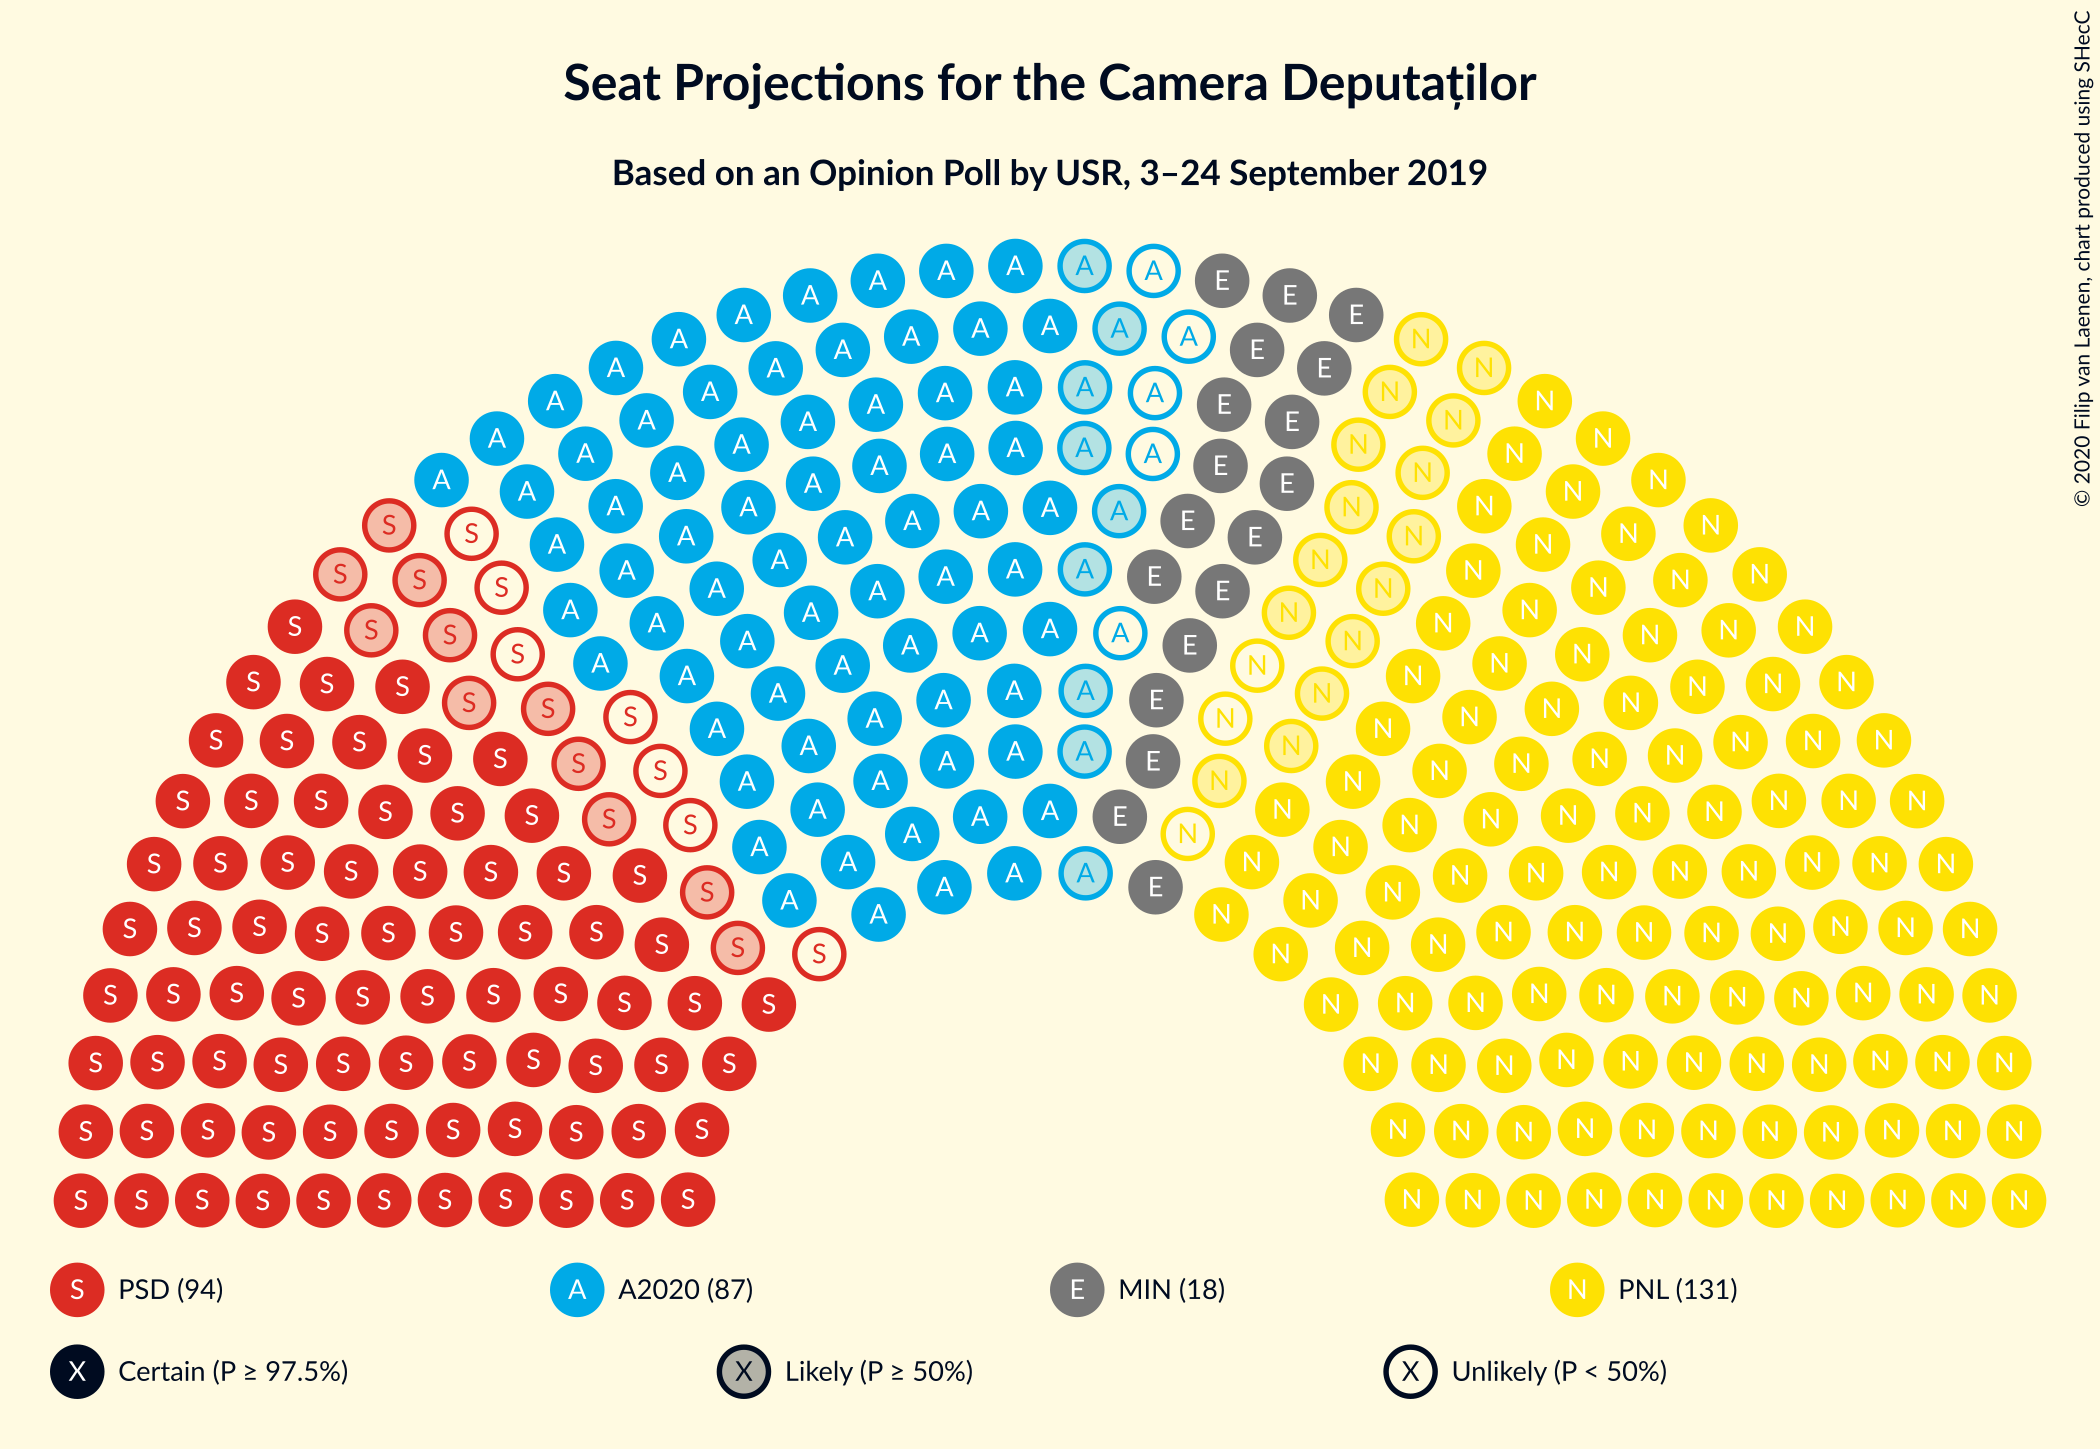 Seat Projections for the Camera Deputaților
Based on an Opinion Poll by USR, 3–24 September 2019
© 2020 Filip van Laenen, chart produced using SHecC
S PSD (94)
A A2020 (87)
E MIN (18)
N PNL (131)
X Certain (P ≥ 97.5%)
X Likely (P ≥ 50%)
X Unlikely (P < 50%)